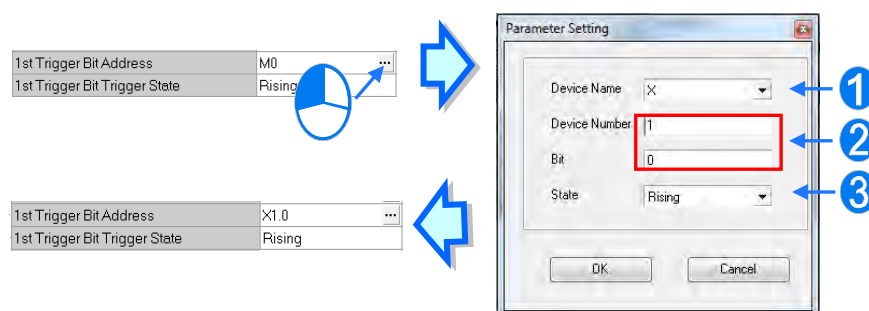 1st Trigger Bit Address M0 ...
1st Trigger Bit Trigger State Rising
Parameter Setting
Device Name X
1
Device Number 1
2
Bit 0
State Rising
3
OK Cancel
1st Trigger Bit Address X1.0 ...
1st Trigger Bit Trigger State Rising